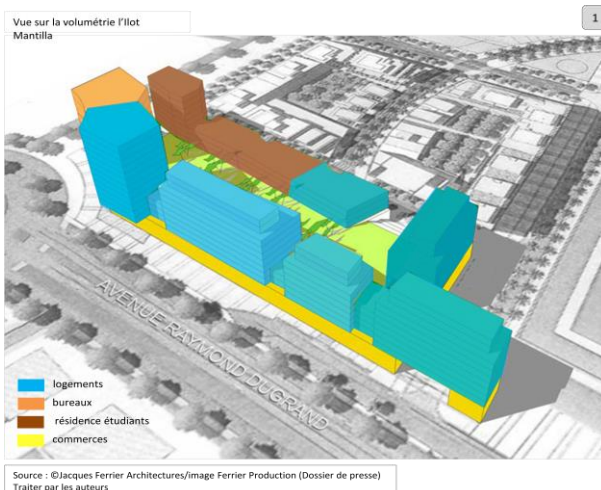 Vue sur la volumétrie l'Ilot
Mantilla
1
AVENUE RAYMOND DUGRAND
logements
bureaux
résidence étudiants
commerces
Source : ©Jacques Ferrier Architectures/image Ferrier Production (Dossier de presse)
Traiter par les auteurs